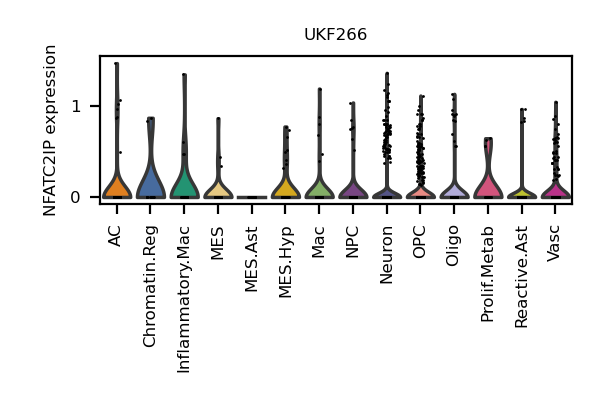 UKF266
NFATC2IP expression
1
0
AC
Chromatin.Reg
Inflammatory.Mac
MES
MES.Ast
MES.Hyp
Mac
NPC
Neuron
OPC
Oligo
Prolif.Metab
Reactive.Ast
Vasc